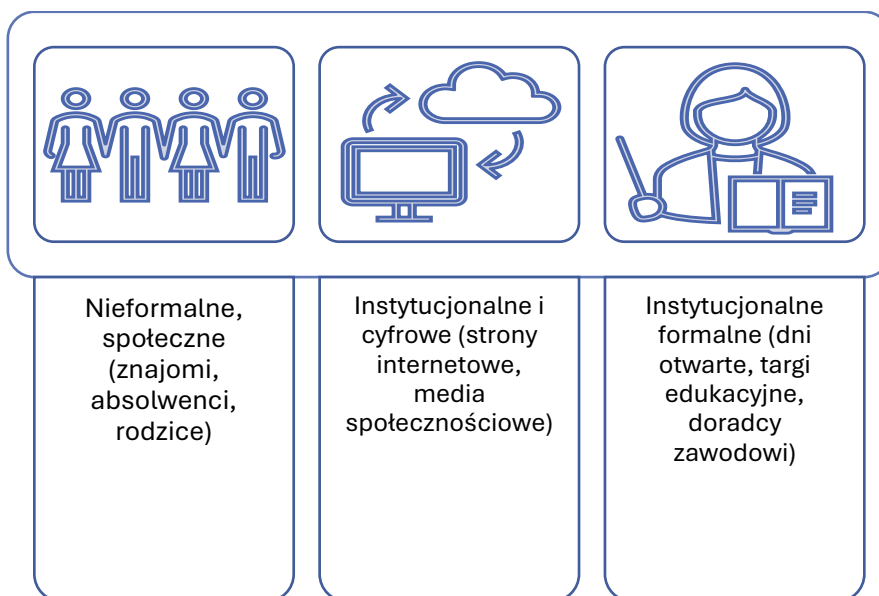 Nieformalne,
społeczne
(znajomi,
absolwenci,
rodzice)
Instytucjonalne i
cyfrowe (strony
internetowe,
media
społecznościowe)
Instytucjonalne
formalne (dni
otwarte, targi
edukacyjne,
doradcy
zawodowi)